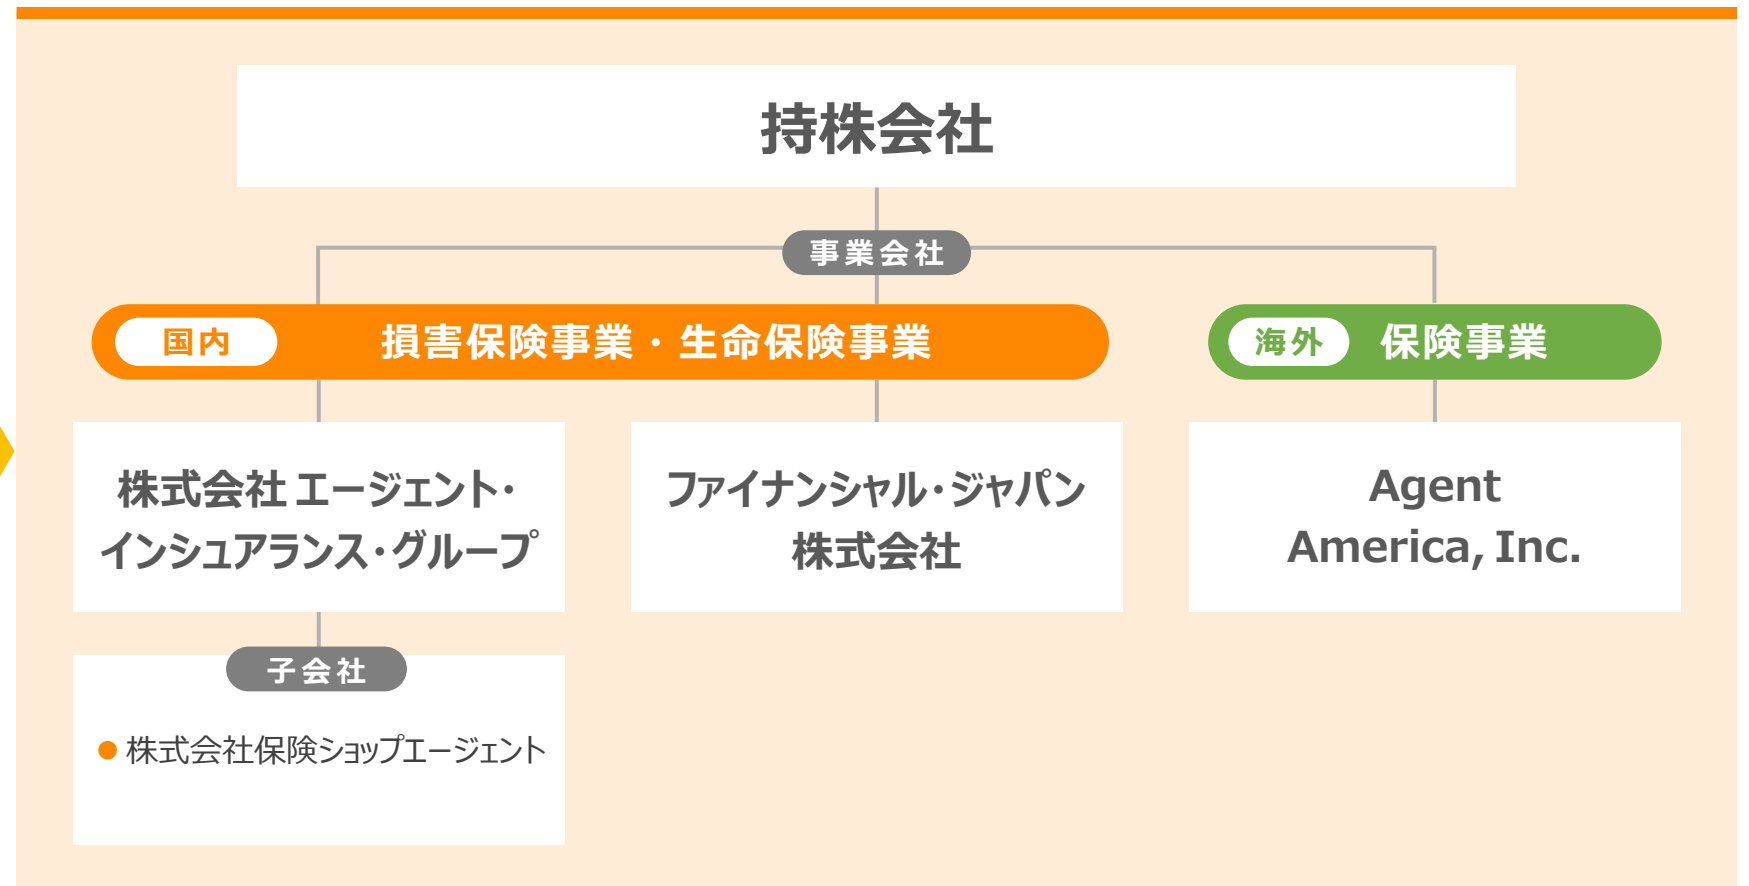 持株会社
事業会社
国内
損害保険事業・生命保険事業
海外
保険事業
株式会社 エージェント・
インシュアランス・グループ
ファイナンシャル・ジャパン
株式会社
Agent
America, Inc.
子会社
● 株式会社保険ショップエージェント